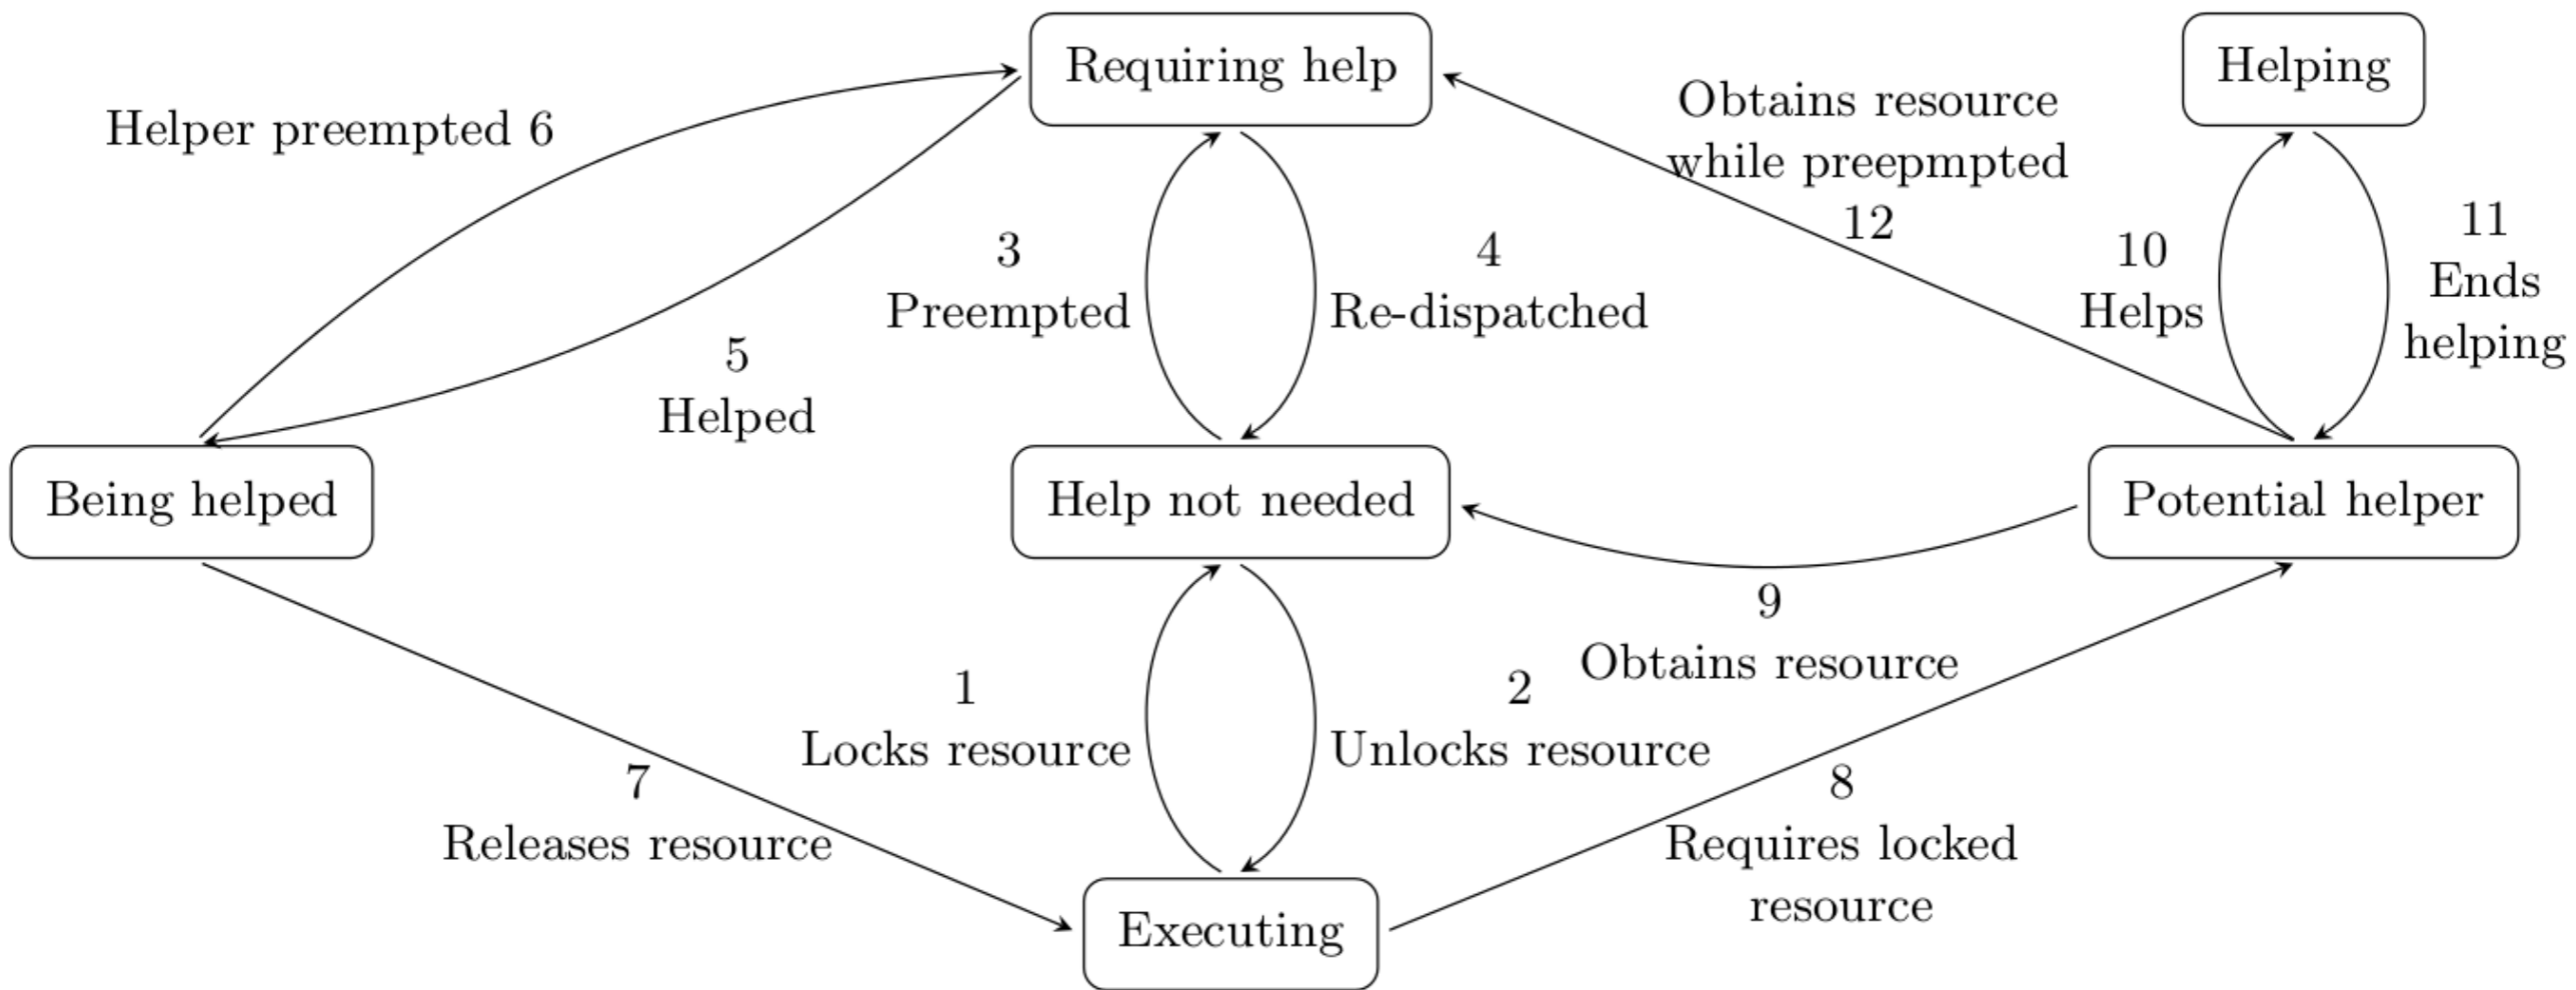 Requiring help
Helping
Helper preempted 6
Obtains resource
while preepmpted
12
3
Preempted
4
Re-dispatched
10
Helps
11
Ends
helping
5
Helped
Being helped
Help not needed
Potential helper
9
Obtains resource
1
Locks resource
2
Unlocks resource
7
Releases resource
8
Requires locked
resource
Executing